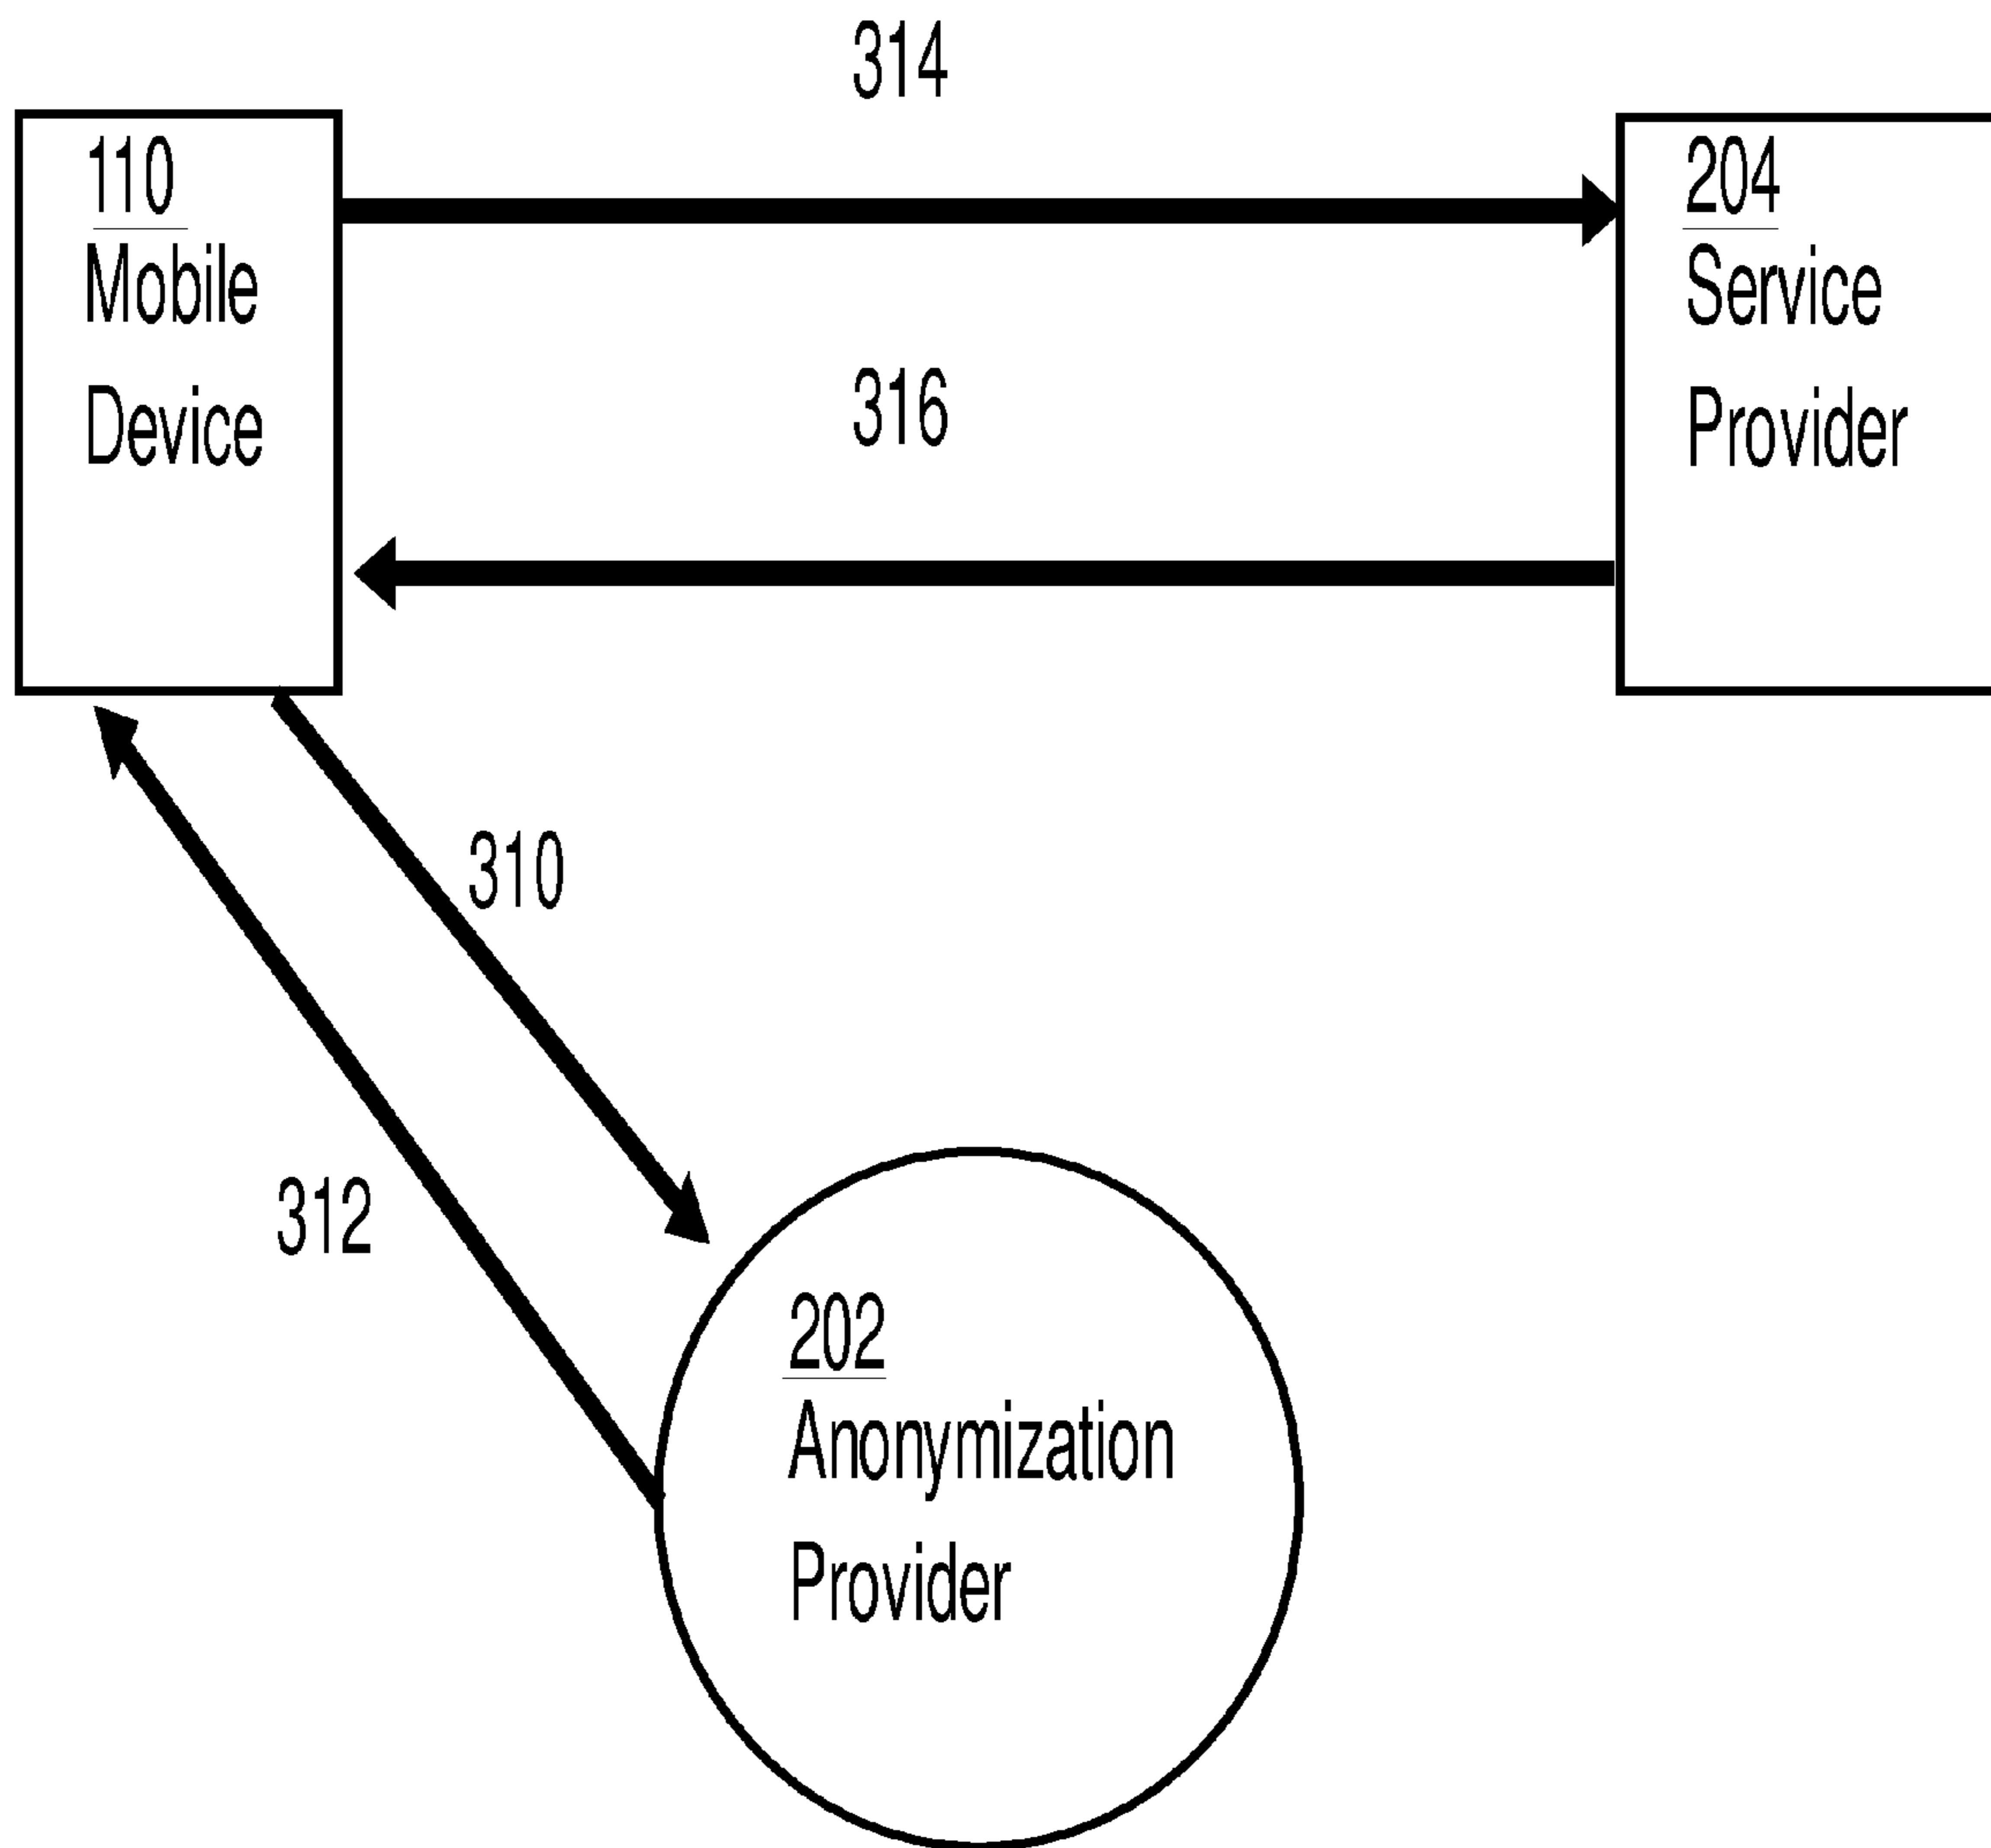 314
110
Mobile
Device
204
Service
Provider
316
310
312
202
Anonymization
Provider